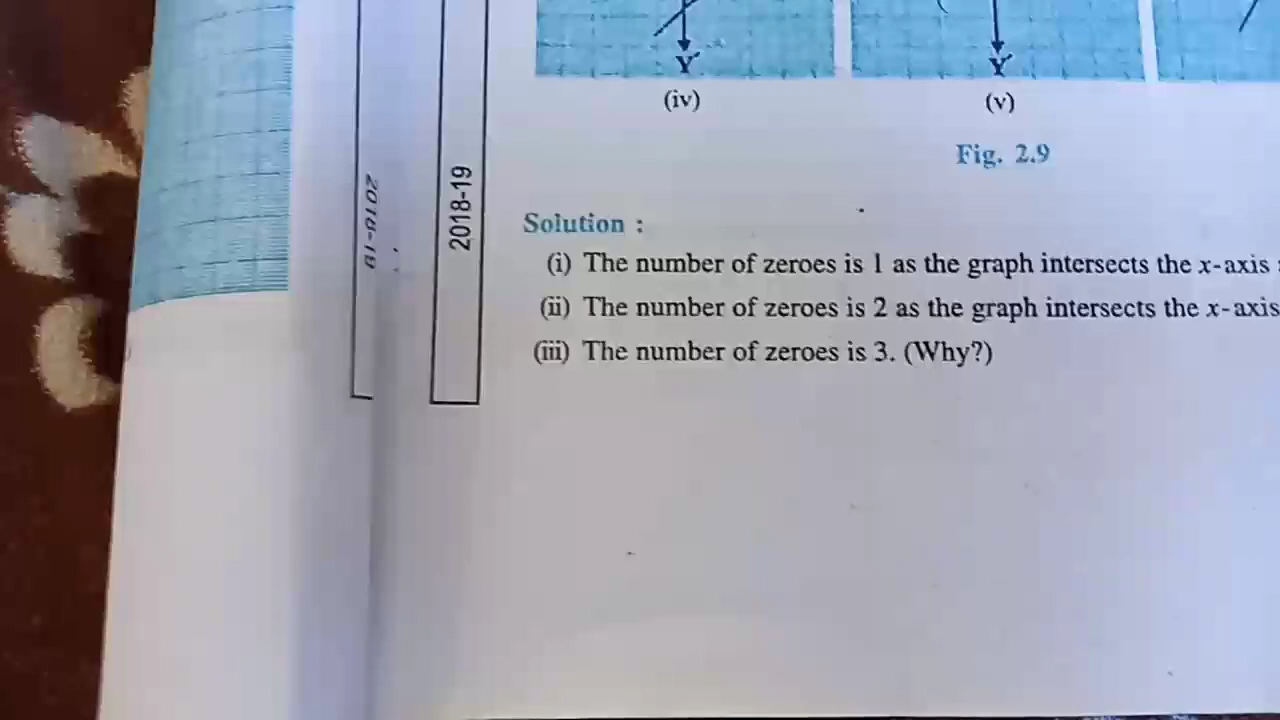 Y′
Y′
(iv)
(v)
Fig. 2.9
2018-19
2018-19
Solution :
(i) The number of zeroes is 1 as the graph intersects the x-axis
(ii) The number of zeroes is 2 as the graph intersects the x-axis
(iii) The number of zeroes is 3. (Why?)